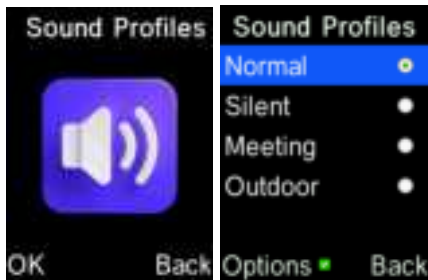 Sound Profiles
OK Back
Sound Profiles
Normal
Silent
Meeting
Outdoor
Options Back